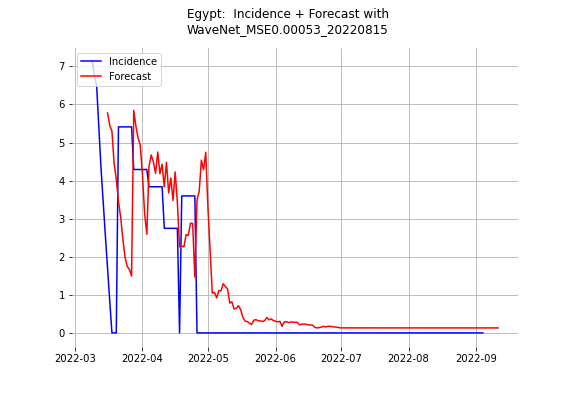 Egypt:  Incidence + Forecast with
WaveNet_MSE0.00053_20220815
Incidence
Forecast
7
6
5
4
3
2
1
0
2022-03 2022-04 2022-05 2022-06 2022-07 2022-08 2022-09